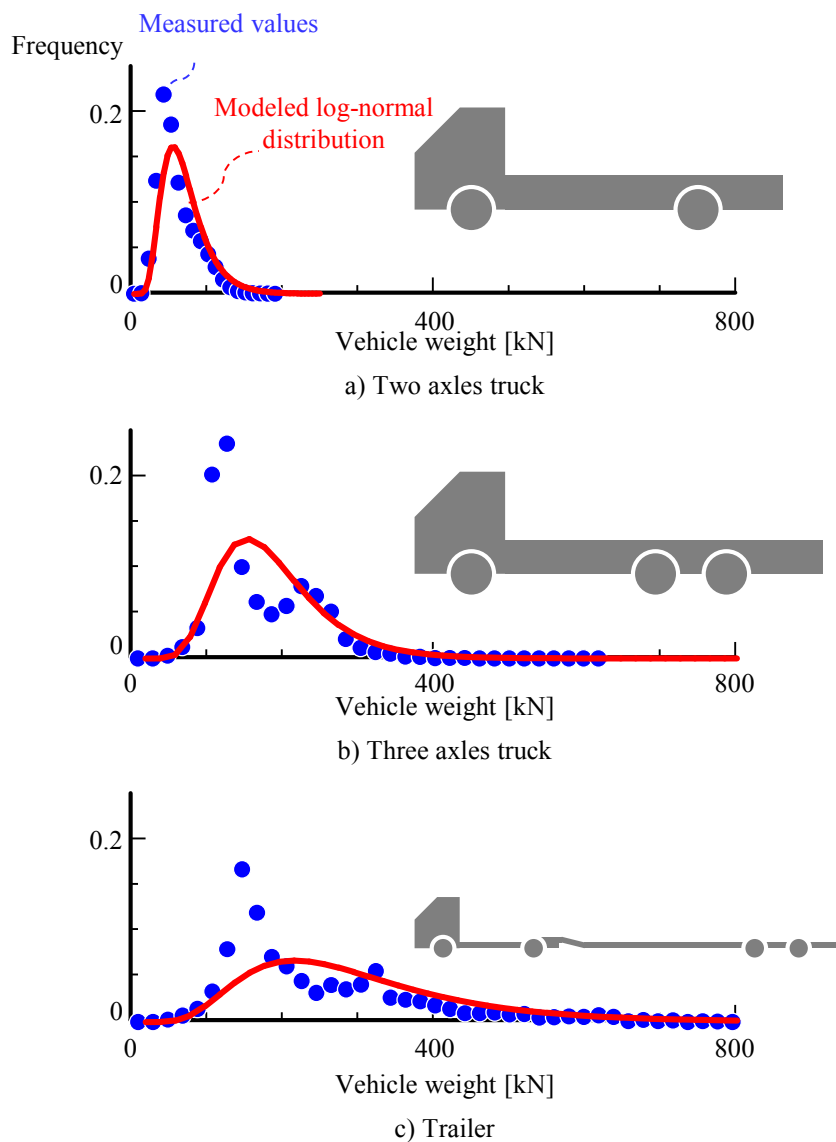 Measured values
Frequency
Modeled log-normal
distribution
0.2
0
0
400
800
Vehicle weight [kN]
a) Two axles truck
0.2
0
0
400
800
Vehicle weight [kN]
b) Three axles truck
0.2
0
0
400
800
Vehicle weight [kN]
c) Trailer